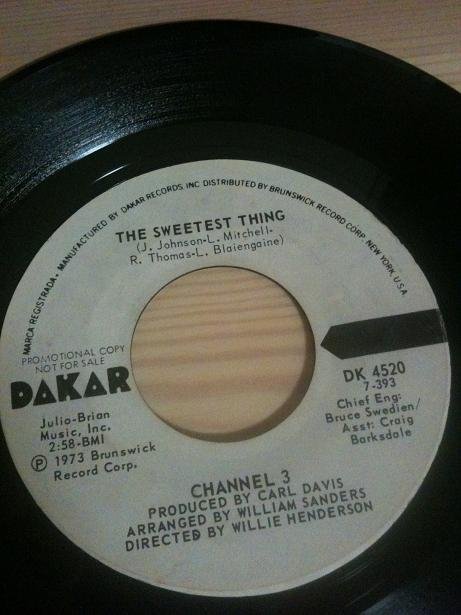 MARCA REGISTRADA. MANUFACTURED BY DAKAR RECORDS, INC DISTRIBUTED BY BRUNSWICK RECORD CORP. NEW YORK, U.S.A.
THE SWEETEST THING
(J. Johnson-L. Mitchell-
R. Thomas-L. Blaiengaine)
PROMOTIONAL COPY
NOT FOR SALE
DAKAR
Julio-Brian
Music, Inc.
2:58-BMI
Ⓟ 1973 Brunswick
Record Corp.
DK 4520
7-393
Chief Eng:
Bruce Swedien/
Asst: Craig
Barksdale
CHANNEL 3
PRODUCED BY CARL DAVIS
ARRANGED BY WILLIAM SANDERS
DIRECTED BY WILLIE HENDERSON